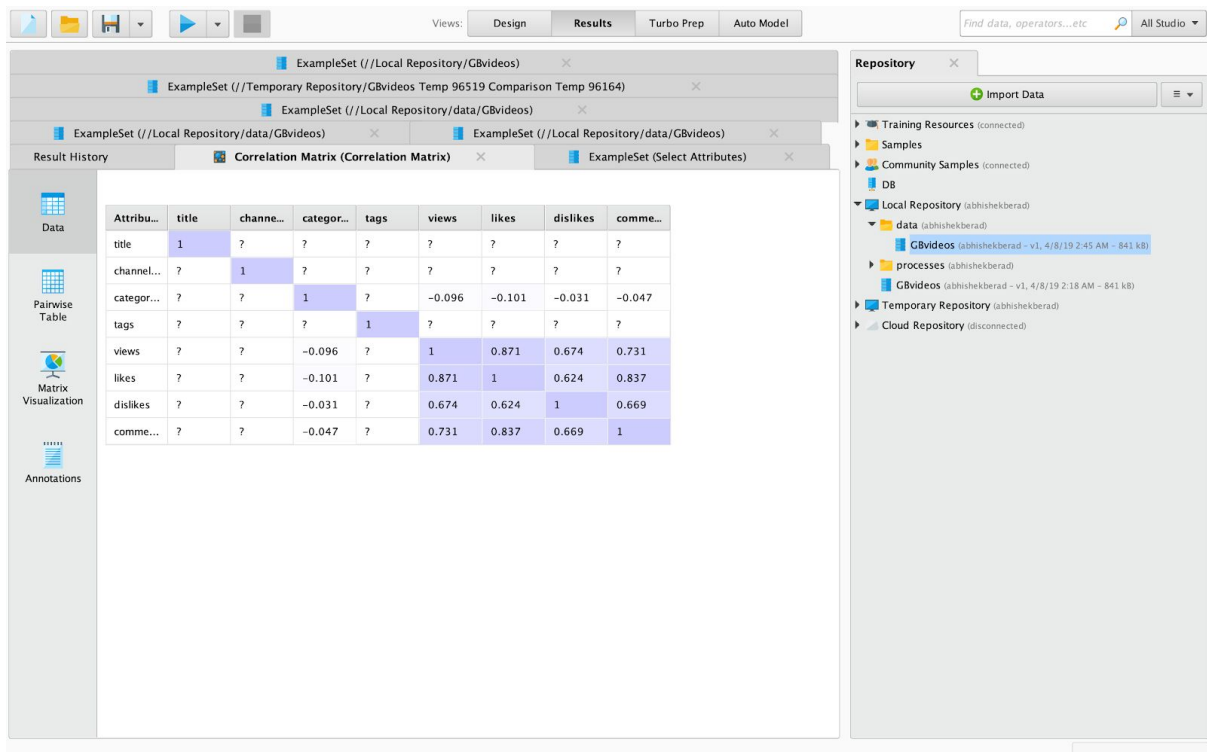 Views: Design Results Turbo Prep Auto Model Find data, operators...etc All Studio
ExampleSet (//Local Repository/GBvideos)
ExampleSet (//Temporary Repository/GBvideos Temp 96519 Comparison Temp 96164)
ExampleSet (//Local Repository/data/GBvideos)
ExampleSet (//Local Repository/data/GBvideos) ExampleSet (//Local Repository/data/GBvideos)
Result History Correlation Matrix (Correlation Matrix) ExampleSet (Select Attributes)
Data
Pairwise
Table
Matrix
Visualization
Annotations
Attribu... title channe... categor... tags views likes dislikes comme...
title 1 ? ? ? ? ? ? ?
channel... ? 1 ? ? ? ? ? ?
categor... ? ? 1 ? -0.096 -0.101 -0.031 -0.047
tags ? ? ? 1 ? ? ? ?
views ? ? -0.096 ? 1 0.871 0.674 0.731
likes ? ? -0.101 ? 0.871 1 0.624 0.837
dislikes ? ? -0.031 ? 0.674 0.624 1 0.669
comme... ? ? -0.047 ? 0.731 0.837 0.669 1
Repository
Import Data
Training Resources (connected)
Samples
Community Samples (connected)
DB
Local Repository (abhishekberad)
data (abhishekberad)
GBvideos (abhishekberad – v1, 4/8/19 2:45 AM – 841 kB)
processes (abhishekberad)
GBvideos (abhishekberad – v1, 4/8/19 2:18 AM – 841 kB)
Temporary Repository (abhishekberad)
Cloud Repository (disconnected)